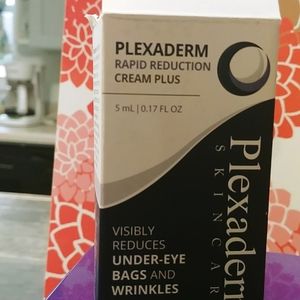 PLEXADERM
RAPID REDUCTION
CREAM PLUS
5 mL | 0.17 FL OZ
Plexaderm
SKINCAR
VISIBLY
REDUCES
UNDER-EYE
BAGS AND
WRINKLES